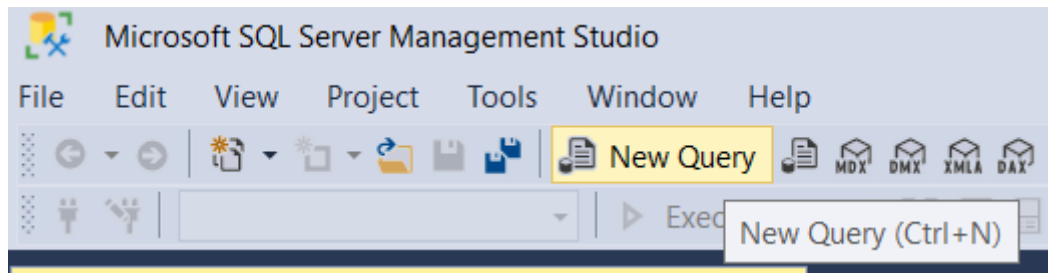 Microsoft SQL Server Management Studio
File Edit View Project Tools Window Help
New Query MDX DMX XMLA DAX
Exec
New Query (Ctrl+N)